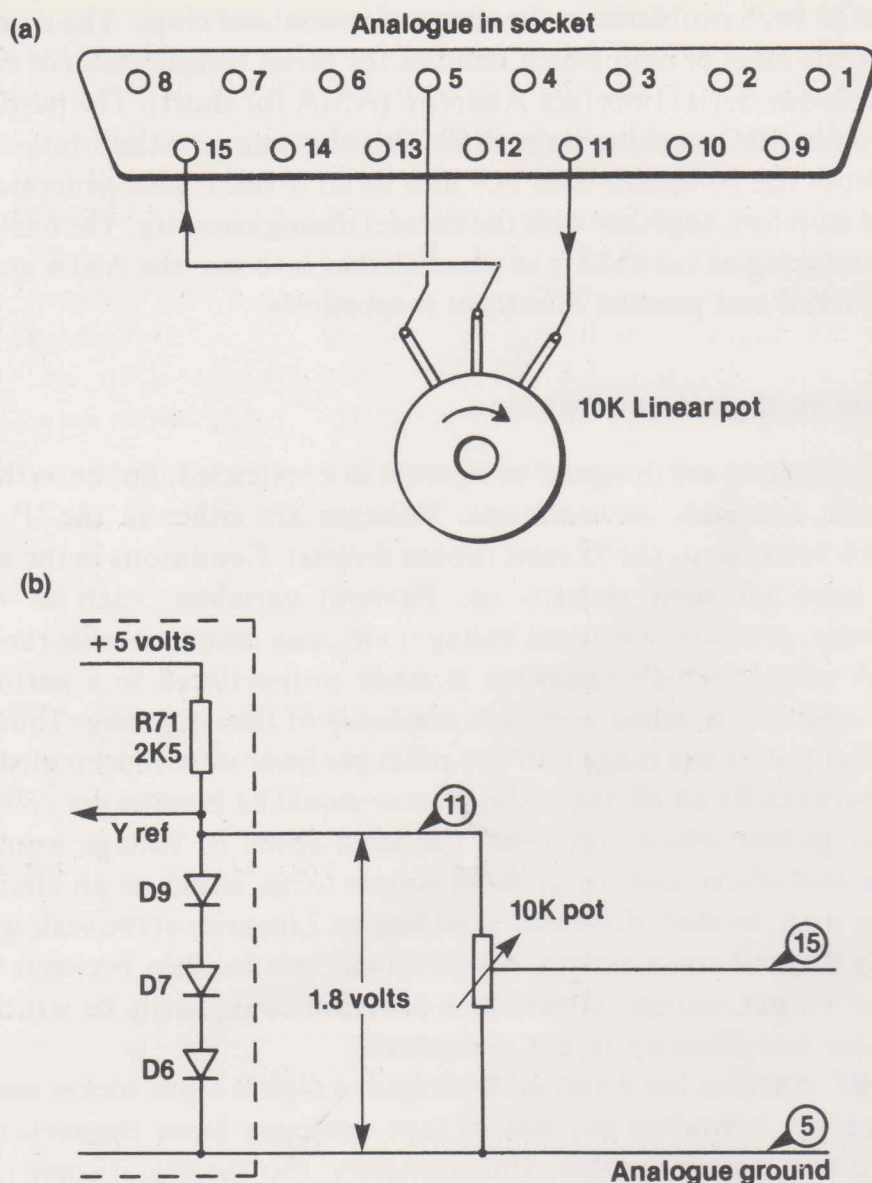 (a)
Analogue in socket
8 7 6 5 4 3 2 1
15 14 13 12 11 10 9
10K Linear pot
(b)
+ 5 volts
R71
2K5
11
Y ref
D9
10K pot
15
D7
1.8 volts
D6
5
Analogue ground